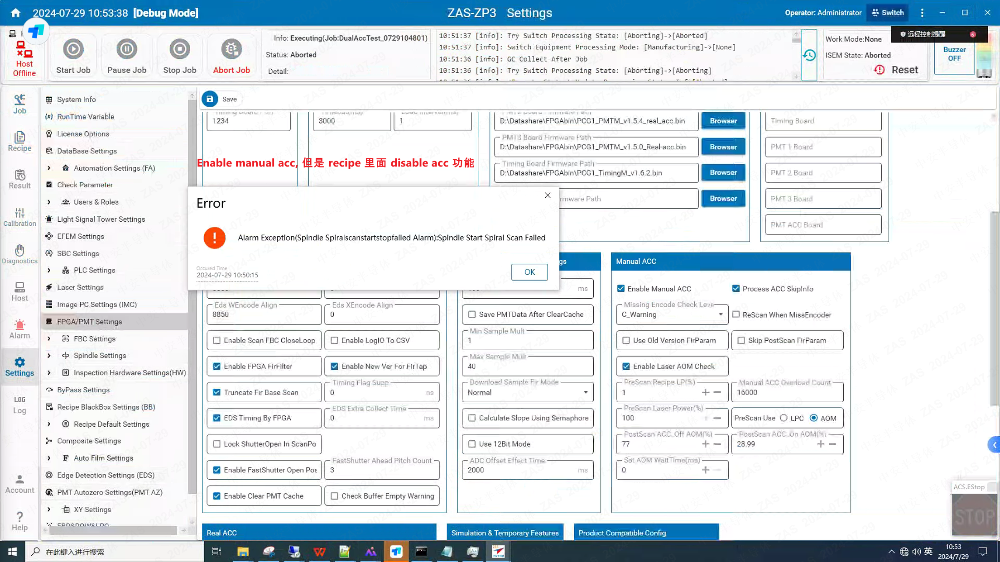 2024-07-29 10:53:38 [Debug Mode]
ZAS-ZP3 Settings
Operator: Administrator
Switch
远程控制提醒
6
Host
Offline
Start Job
Pause Job
Stop Job
Abort Job
Info: Executing(Job:DualAccTest_0729104801)
Status: Aborted
Detail:
10:51:37 [info]: Try Switch Processing State: [Aborting]->[Aborted]
10:51:37 [info]: Switch Equipment Processing Mode: [Manufacturing]->[None]
10:51:36 [info]: GC Collect After Job
10:51:36 [info]: Try Switch Processing State: [Aborting]->[Aborting]
Work Mode:None
ISEM State: Aborted
Reset
Buzzer
OFF
Job
Recipe
Result
Calibration
Diagnostics
Host
Alarm
Settings
LOG
Log
Account
Help
System Info
RunTime Variable
License Options
DataBase Settings
Automation Settings (FA)
Check Parameter
Users & Roles
Light Signal Tower Settings
EFEM Settings
SBC Settings
PLC Settings
Laser Settings
Image PC Settings (IMC)
FPGA/PMT Settings
FBC Settings
Spindle Settings
Inspection Hardware Settings(HW)
ByPass Settings
Recipe BlackBox Settings (BB)
Recipe Default Settings
Composite Settings
Auto Film Settings
Edge Detection Settings (EDS)
PMT Autozero Settings(PMT AZ)
XY Settings
Save
1234
3000
1
D:\Datashare\FPGAbin\PCG1_PMTM_v1.5.4_real_acc.bin
Browser
PMT3 Board Firmware Path
D:\Datashare\FPGAbin\PCG1_PMTM_v1.5.0_Real-acc.bin
Browser
Timing Board Firmware Path
D:\Datashare\FPGAbin\PCG1_TimingM_v1.6.2.bin
Browser
rmware Path
Browser
Timing Board
PMT 1 Board
PMT 2 Board
PMT 3 Board
PMT ACC Board
Enable manual acc, 但是 recipe 里面 disable acc 功能
Error
Alarm Exception(Spindle Spiralscanstartstopfailed Alarm):Spindle Start Spiral Scan Failed
Occured Time
2024-07-29 10:50:15
OK
gs
ms
Eds WEncode Align
8850
Eds XEncode Align
0
Enable Scan FBC CloseLoop
Enable LogIO To CSV
Enable FPGA FirFilter
Enable New Ver For FirTap
Truncate Fir Base Scan
Timing Flag Supp
0 ns
EDS Timing By FPGA
EDS Extra Collect Time
0 ms
Lock ShutterOpen In ScanPo
Enable FastShutter Open Pos
FastShutter Ahead Pitch Count
3
Enable Clear PMT Cache
Check Buffer Empty Warning
Save PMTData After ClearCache
Min Sample Mult
1
Max Sample Mult
40
Download Sample Fir Mode
Normal
Calculate Slope Using Semaphore
Use 12Bit Mode
ADC Offset Effect Time
2000 ms
Manual ACC
Enable Manual ACC
Process ACC SkipInfo
Missing Encode Check Leve
C_Warning
ReScan When MissEncoder
Use Old Version FirParam
Skip PostScan FirParam
Enable Laser AOM Check
PreScan Recipe LP(%)
1
Manual ACC Overload Count
16000
PreScan Laser Power(%)
100
PreScan Use LPC AOM
PostScan ACC_Off AOM(%)
77
PostScan ACC_On AOM(%)
28.99
Set AOM WaitTime(ms)
0
ACS.EStop
STOP
Real ACC
Simulation & Temporary Features
Product Compatible Config
在此键入进行搜索
英
10:53
2024/7/29